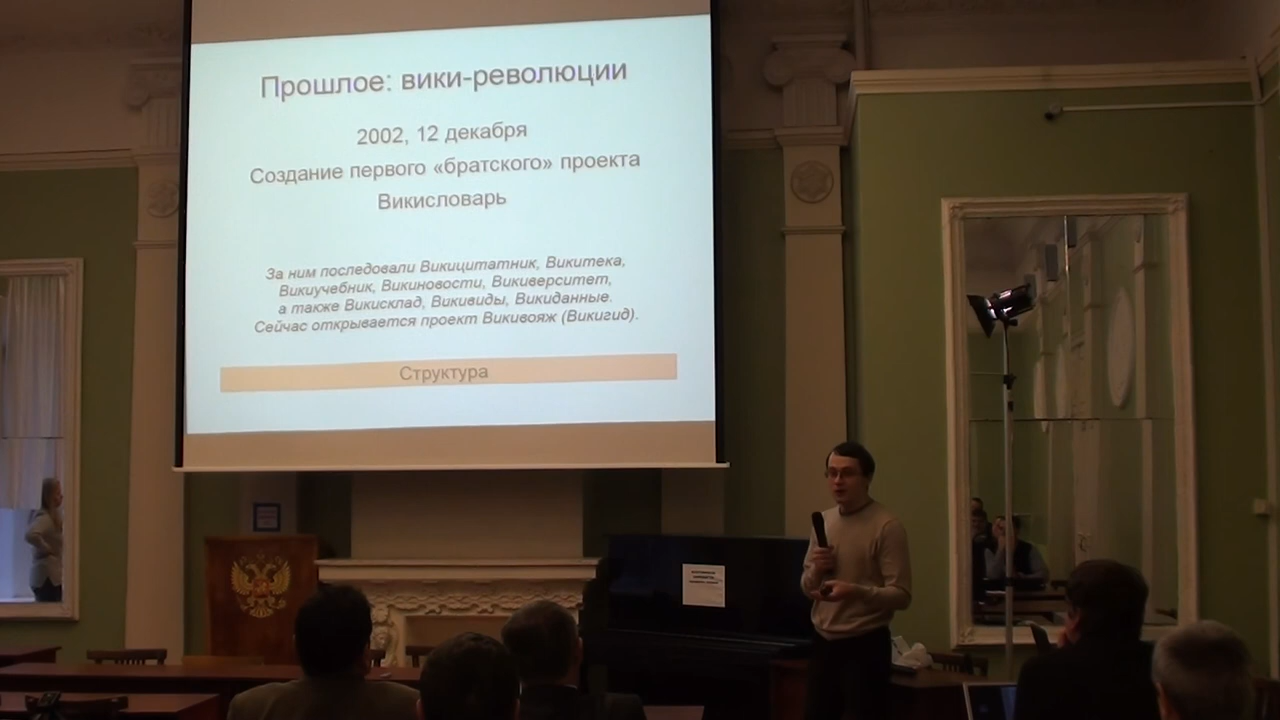 Прошлое: вики-революции
2002, 12 декабря
Создание первого «братского» проекта
Викисловарь
За ним последовали Викицитатник, Викитека,
Викиучебник, Викиновости, Викиверситет,
а также Викисклад, Викивиды, Викиданные.
Сейчас открывается проект Викивояж (Викигид).
Структура